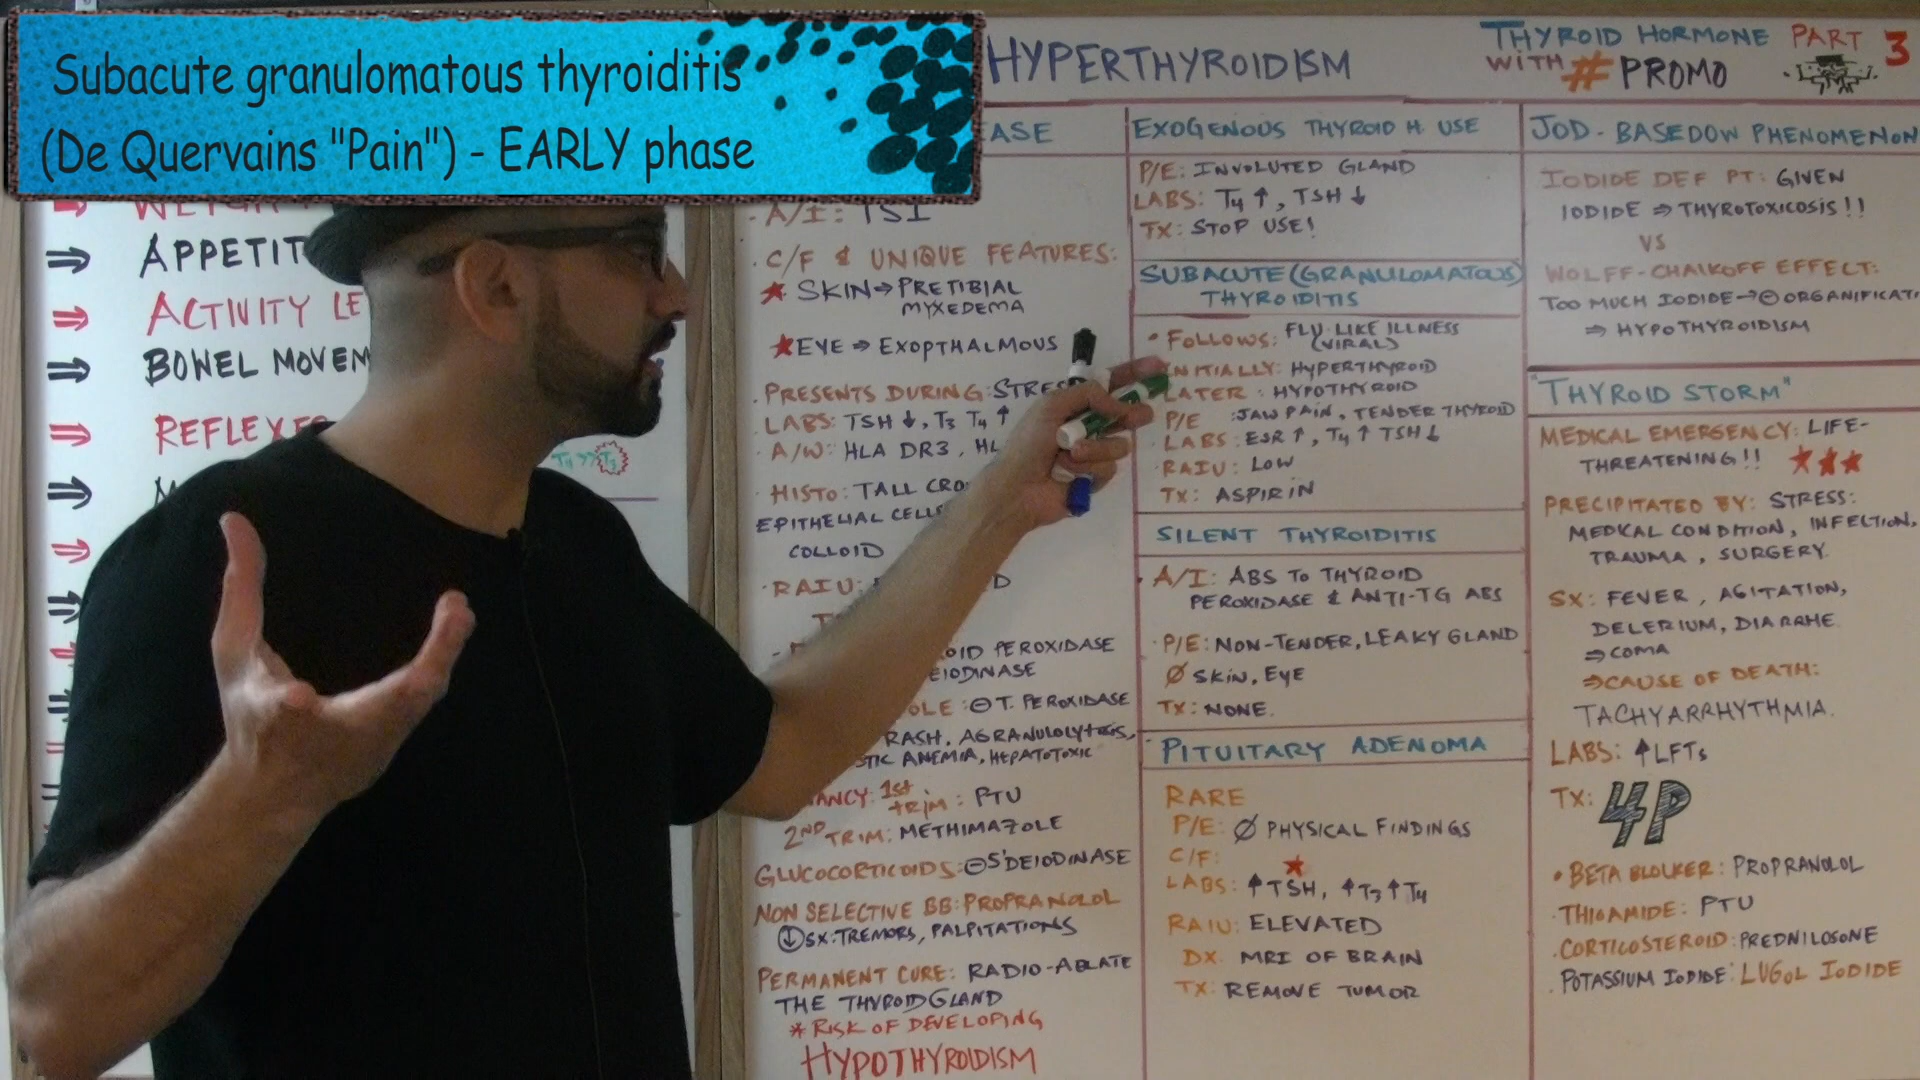 Subacute granulomatous thyroiditis
(De Quervains "Pain") - EARLY phase
HYPERTHYROIDISM
THYROID HORMONE PART 3
WITH # PROMO
APPETIT
ACTIVITY LE
BOWEL MOVEM
REFLEXES
T4 >> T3
EASE
A/I: TSI
C/F & UNIQUE FEATURES:
SKIN ⇒ PRETIBIAL
MYXEDEMA
EYE ⇒ EXOPTHALMOUS
PRESENTS DURING: STRESS
LABS: TSH ↓, T3 T4 ↑
A/W: HLA DR3, HL
HISTO: TALL CRO
EPITHELIAL CELLS
COLLOID
RAIU:
OID PEROXIDASE
EIODINASE
OLE: ⊖ T. PEROXIDASE
RASH, AGRANULOLYTOSIS,
STIC ANEMIA, HEPATOTOXIC
NANCY: 1st trim: PTU
2ND TRIM: METHIMAZOLE
GLUCOCORTICOIDS: ⊖ 5'DEIODINASE
NON SELECTIVE BB: PROPRANOLOL
↓ SX: TREMORS, PALPITATIONS
PERMANENT CURE: RADIO-ABLATE
THE THYROID GLAND
* RISK OF DEVELOPING
HYPOTHYROIDISM
EXOGENOUS THYROID H. USE
P/E: INVOLUTED GLAND
LABS: T4 ↑, TSH ↓
TX: STOP USE!
SUBACUTE (GRANULOMATOUS)
THYROIDITIS
• FOLLOWS: FLU-LIKE ILLNESS
(VIRAL)
INITIALLY: HYPERTHYROID
LATER: HYPOTHYROID
P/E: JAW PAIN, TENDER THYROID
LABS: ESR ↑, T4 ↑ TSH ↓
RAIU: LOW
TX: ASPIRIN
SILENT THYROIDITIS
A/I: ABS TO THYROID
PEROXIDASE & ANTI-TG ABS
P/E: NON-TENDER, LEAKY GLAND
Ø SKIN, EYE
TX: NONE.
PITUITARY ADENOMA
RARE
P/E: Ø PHYSICAL FINDINGS
C/F:
LABS: ↑TSH, ↑T3 ↑T4
RAIU: ELEVATED
DX: MRI OF BRAIN
TX: REMOVE TUMOR
JOD-BASEDOW PHENOMENON
IODIDE DEF PT: GIVEN
IODIDE ⇒ THYROTOXICOSIS!!
VS
WOLFF-CHAIKOFF EFFECT:
TOO MUCH IODIDE → ⊖ ORGANIFICATI
⇒ HYPOTHYROIDISM
"THYROID STORM"
MEDICAL EMERGENCY: LIFE-
THREATENING!!
PRECIPITATED BY: STRESS:
MEDICAL CONDITION, INFECTION,
TRAUMA, SURGERY.
SX: FEVER, AGITATION,
DELERIUM, DIARRHE
⇒ COMA
⇒ CAUSE OF DEATH:
TACHYARRHYTHMIA.
LABS: ↑LFTs
TX: 4P
• BETA BLOCKER: PROPRANOLOL
• THIOAMIDE: PTU
• CORTICOSTEROID: PREDNILOSONE
• POTASSIUM IODIDE: LUGOL IODIDE